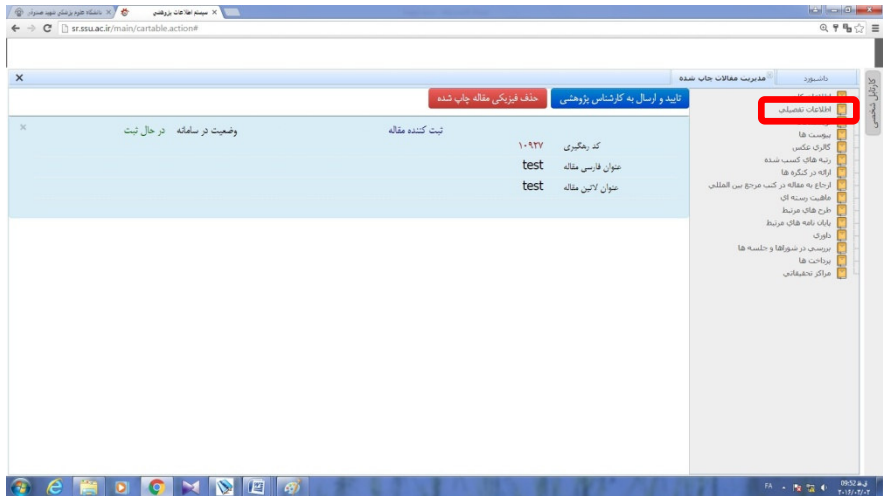 سیستم اطلاعات پژوهشی
sr.ssu.ac.ir/main/cartable.action#
داشبورد
مدیریت مقالات چاپ شده
کارتابل شخصی
تایید و ارسال به کارشناس پژوهشی
حذف فیزیکی مقاله چاپ شده
ثبت کننده مقاله
وضعیت در سامانه در حال ثبت
کد رهگیری ۱۰۹۲۷
عنوان فارسی مقاله test
عنوان لاتین مقاله test
اطلاعات تفصیلی
پیوست ها
گالری عکس
رتبه های کسب شده
ارائه در کنگره ها
ارجاع به مقاله در کتب مرجع بین المللی
ماهیت رسته ای
طرح های مرتبط
پایان نامه های مرتبط
داوری
بررسی در شوراها و جلسه ها
پرداخت ها
مراکز تحقیقاتی
FA
09:52 ق.ظ